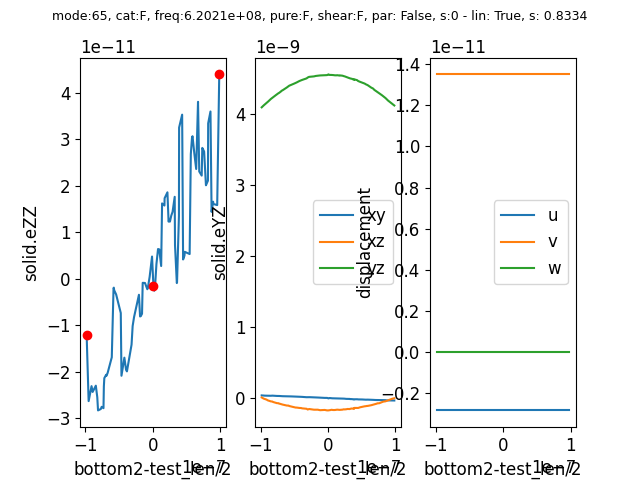 mode:65, cat:F, freq:6.2021e+08, pure:F, shear:F, par: False, s:0 - lin: True, s: 0.8334
1e−11
1e−9
1e−11
4
3
2
1
0
−1
−2
−3
solid.eZZ
−1
0
1
1e−7
bottom2-test_len/2
4
3
2
1
0
solid.eYZ
xy
xz
yz
−1
0
1
1e−7
bottom2-test_len/2
1.4
1.2
1.0
0.8
0.6
0.4
0.2
0.0
−0.2
displacement
u
v
w
−1
0
1
1e−7
bottom2-test_len/2